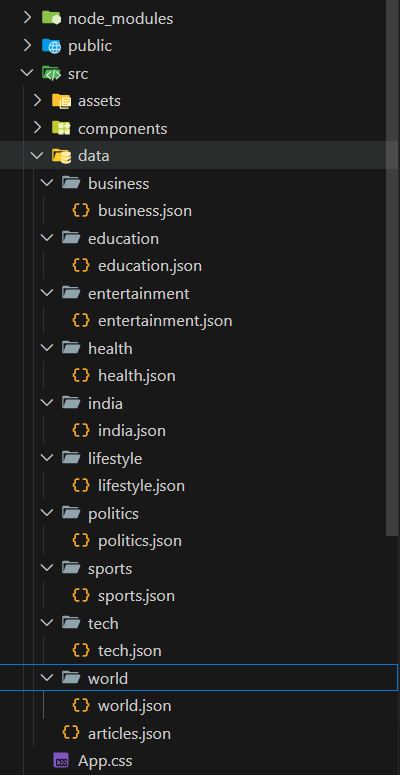 node_modules
public
src
assets
components
data
business
business.json
education
education.json
entertainment
entertainment.json
health
health.json
india
india.json
lifestyle
lifestyle.json
politics
politics.json
sports
sports.json
tech
tech.json
world
world.json
articles.json
App.css